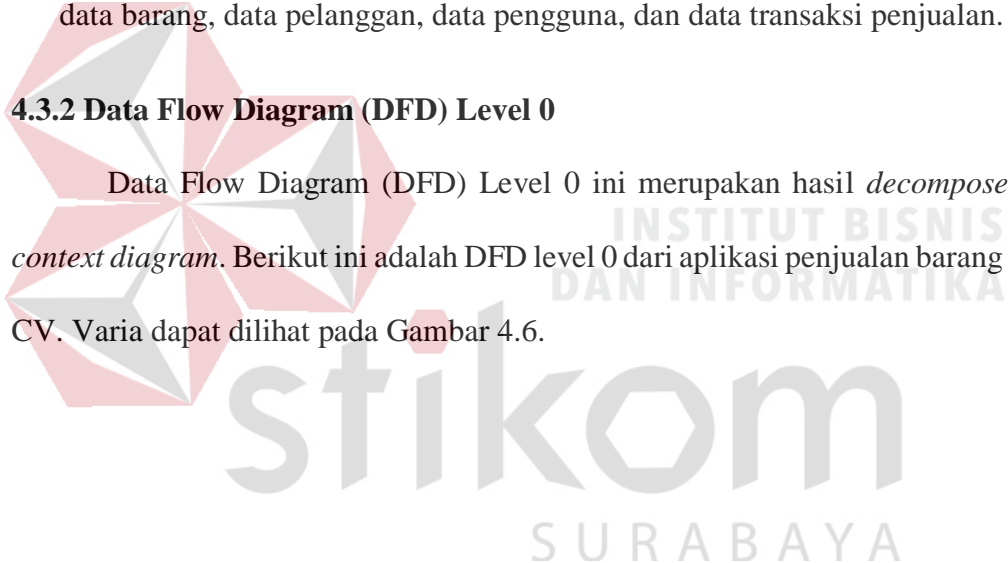 data barang, data pelanggan, data pengguna, dan data transaksi penjualan.
4.3.2 Data Flow Diagram (DFD) Level 0
Data Flow Diagram (DFD) Level 0 ini merupakan hasil decompose
INSTITUT BISNIS
context diagram. Berikut ini adalah DFD level 0 dari aplikasi penjualan barang
DAN INFORMATIKA
CV. Varia dapat dilihat pada Gambar 4.6.
stikom
SURABAYA